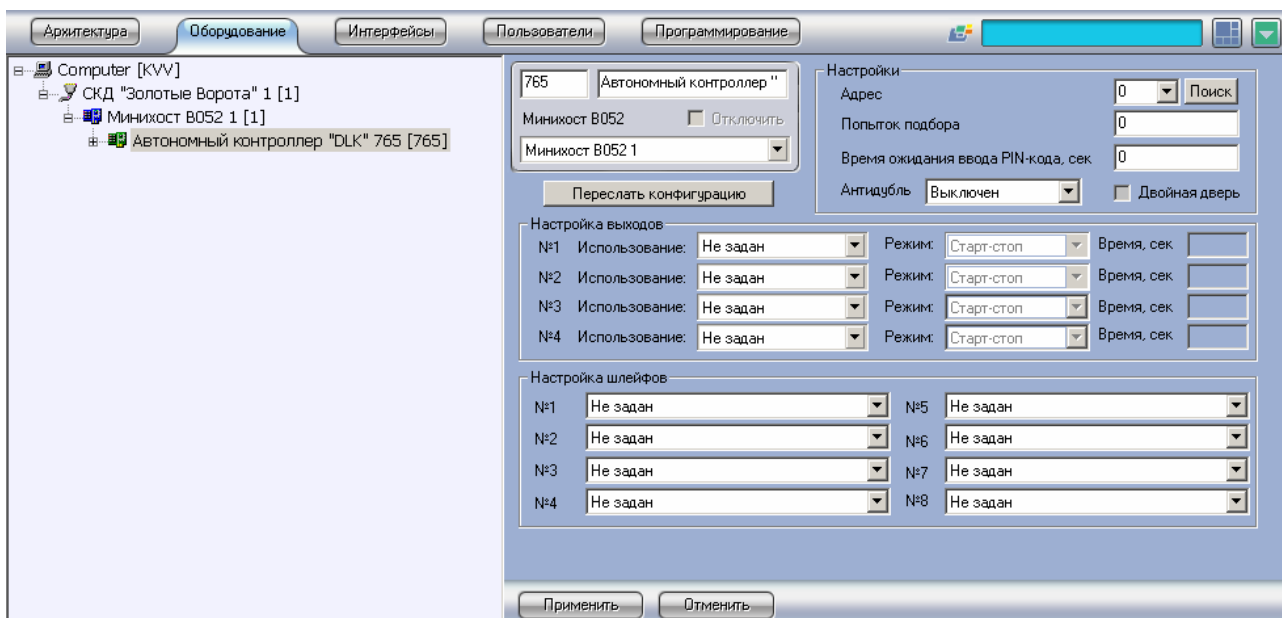 Архитектура Оборудование Интерфейсы Пользователи Программирование
Computer [KVV]
СКД "Золотые Ворота" 1 [1]
Минихост В052 1 [1]
Автономный контроллер "DLK" 765 [765]
765 Автономный контроллер "
Минихост В052 Отключить
Минихост В052 1
Переслать конфигурацию
Настройки
Адрес 0 Поиск
Попыток подбора 0
Время ожидания ввода PIN-кода, сек 0
Антидубль Выключен Двойная дверь
Настройка выходов
№1 Использование: Не задан Режим: Старт-стоп Время, сек
№2 Использование: Не задан Режим: Старт-стоп Время, сек
№3 Использование: Не задан Режим: Старт-стоп Время, сек
№4 Использование: Не задан Режим: Старт-стоп Время, сек
Настройка шлейфов
№1 Не задан №5 Не задан
№2 Не задан №6 Не задан
№3 Не задан №7 Не задан
№4 Не задан №8 Не задан
Применить Отменить